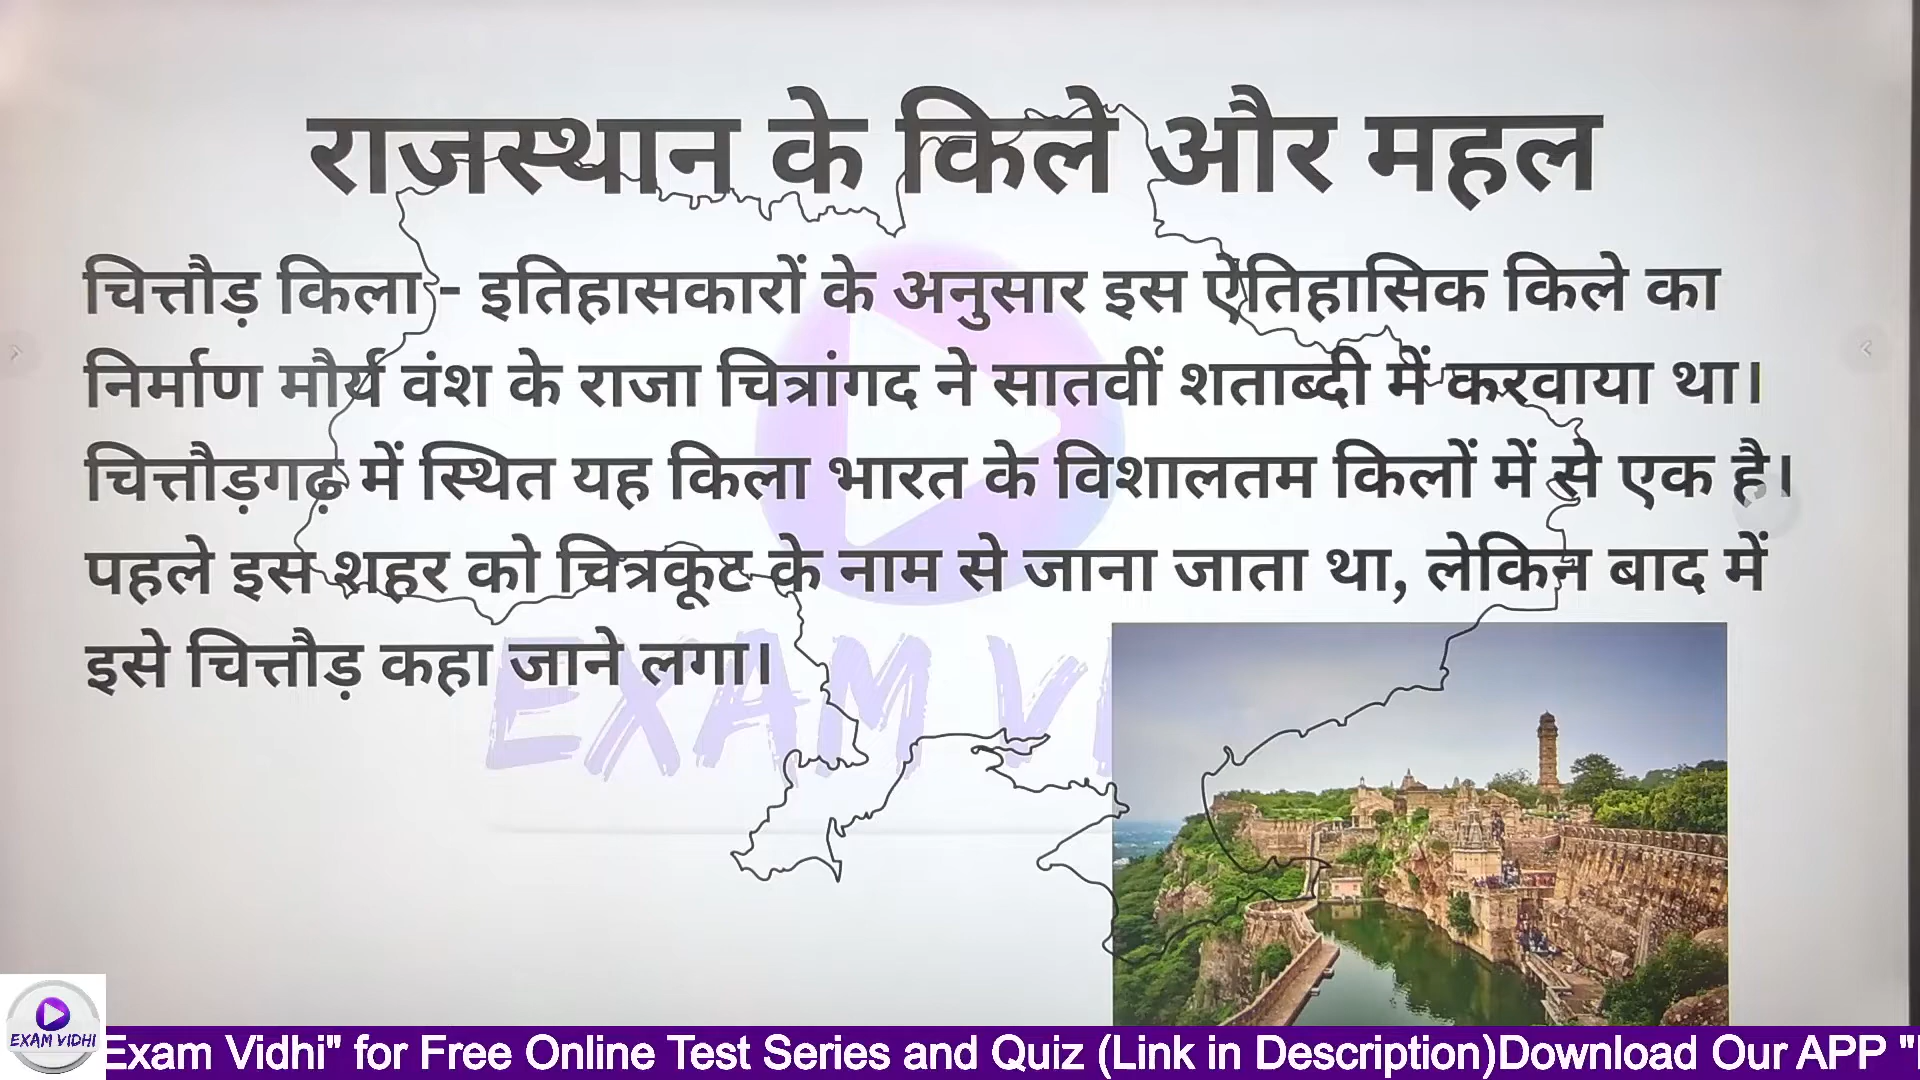 राजस्थान के किले और महल
चित्तौड़ किला - इतिहासकारों के अनुसार इस ऐतिहासिक किले का
निर्माण मौर्य वंश के राजा चित्रांगद ने सातवीं शताब्दी में करवाया था।
चित्तौड़गढ़ में स्थित यह किला भारत के विशालतम किलों में से एक है।
पहले इस शहर को चित्रकूट के नाम से जाना जाता था, लेकिन बाद में
इसे चित्तौड़ कहा जाने लगा।
EXAM VI
EXAM VIDHI
Exam Vidhi" for Free Online Test Series and Quiz (Link in Description)Download Our APP "